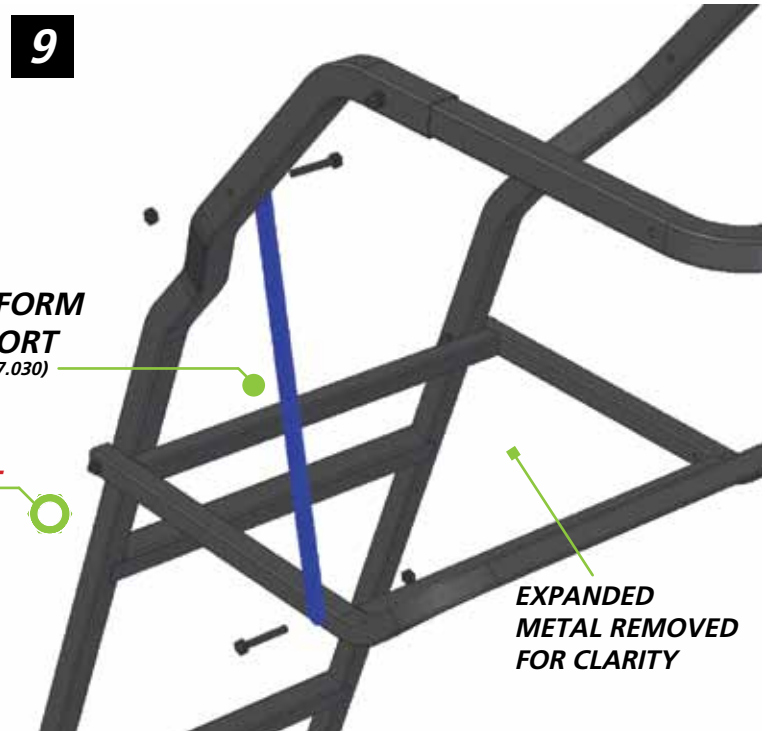 9
FORM
ORT
7.030)
EXPANDED
METAL REMOVED
FOR CLARITY